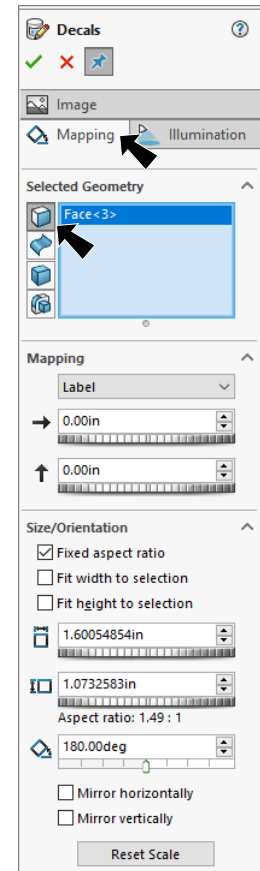 Decals
Image
Mapping Illumination
Selected Geometry
Face<3>
Mapping
Label
0.00in
0.00in
Size/Orientation
Fixed aspect ratio
Fit width to selection
Fit height to selection
1.60054854in
1.0732583in
Aspect ratio: 1.49 : 1
180.00deg
Mirror horizontally
Mirror vertically
Reset Scale